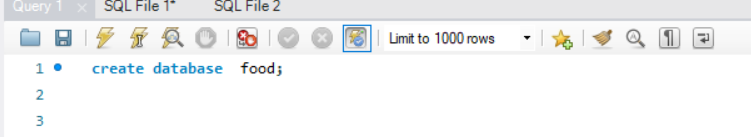 Query 1 SQL File 1* SQL File 2
Limit to 1000 rows
1 create database food;
2
3